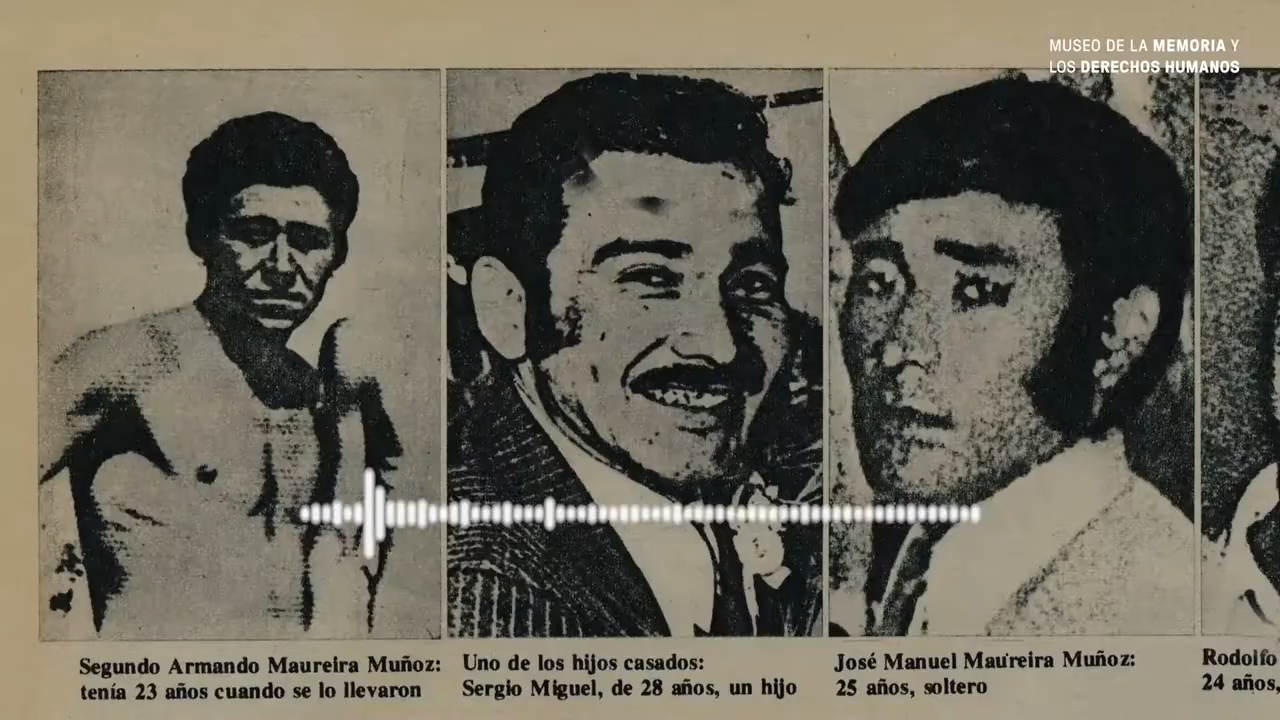 MUSEO DE LA MEMORIA Y
LOS DERECHOS HUMANOS
Segundo Armando Maureira Muñoz:
tenía 23 años cuando se lo llevaron
Uno de los hijos casados:
Sergio Miguel, de 28 años, un hijo
José Manuel Maureira Muñoz:
25 años, soltero
Rodolfo
24 años,